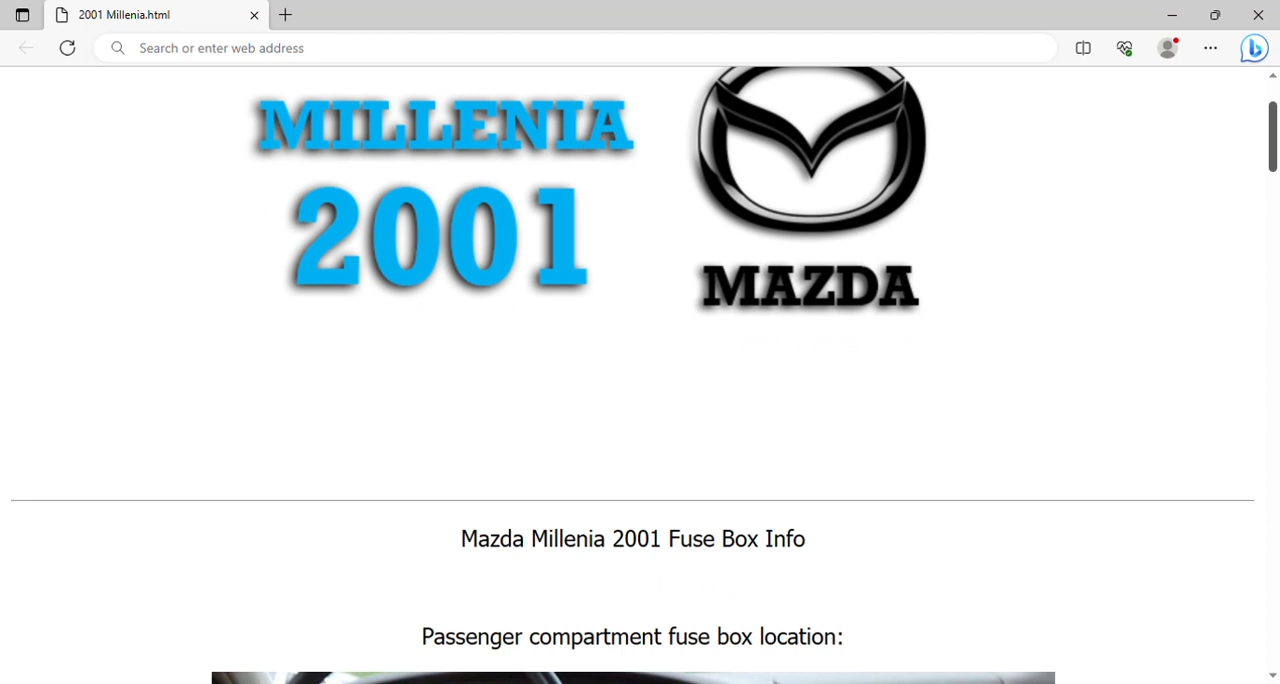 2001 Millenia.html
Search or enter web address
MILLENIA
2001
MAZDA
Mazda Millenia 2001 Fuse Box Info
Passenger compartment fuse box location: